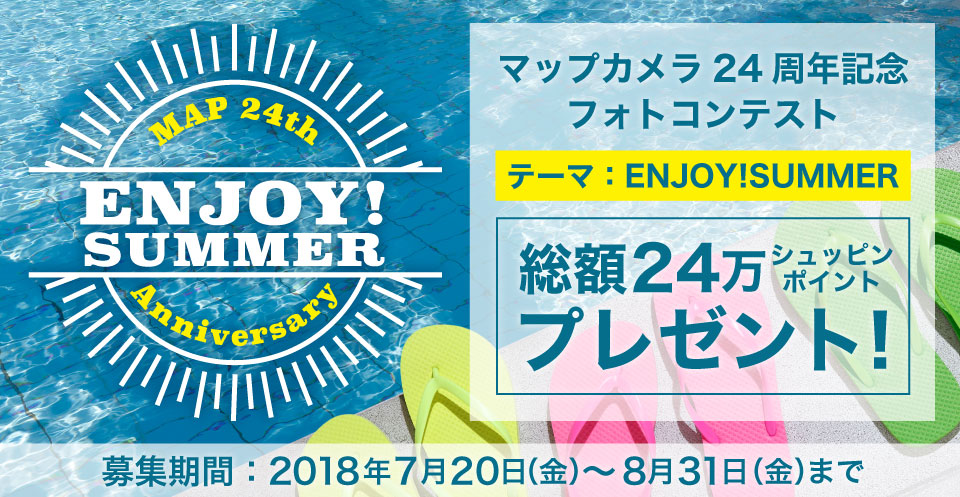 MAP 24th
ENJOY!
SUMMER
Anniversary
マップカメラ 24 周年記念
フォトコンテスト
テーマ：ENJOY!SUMMER
総額24万シュッピンポイント
プレゼント！
募集期間：2018年7月20日(金)～8月31日(金)まで